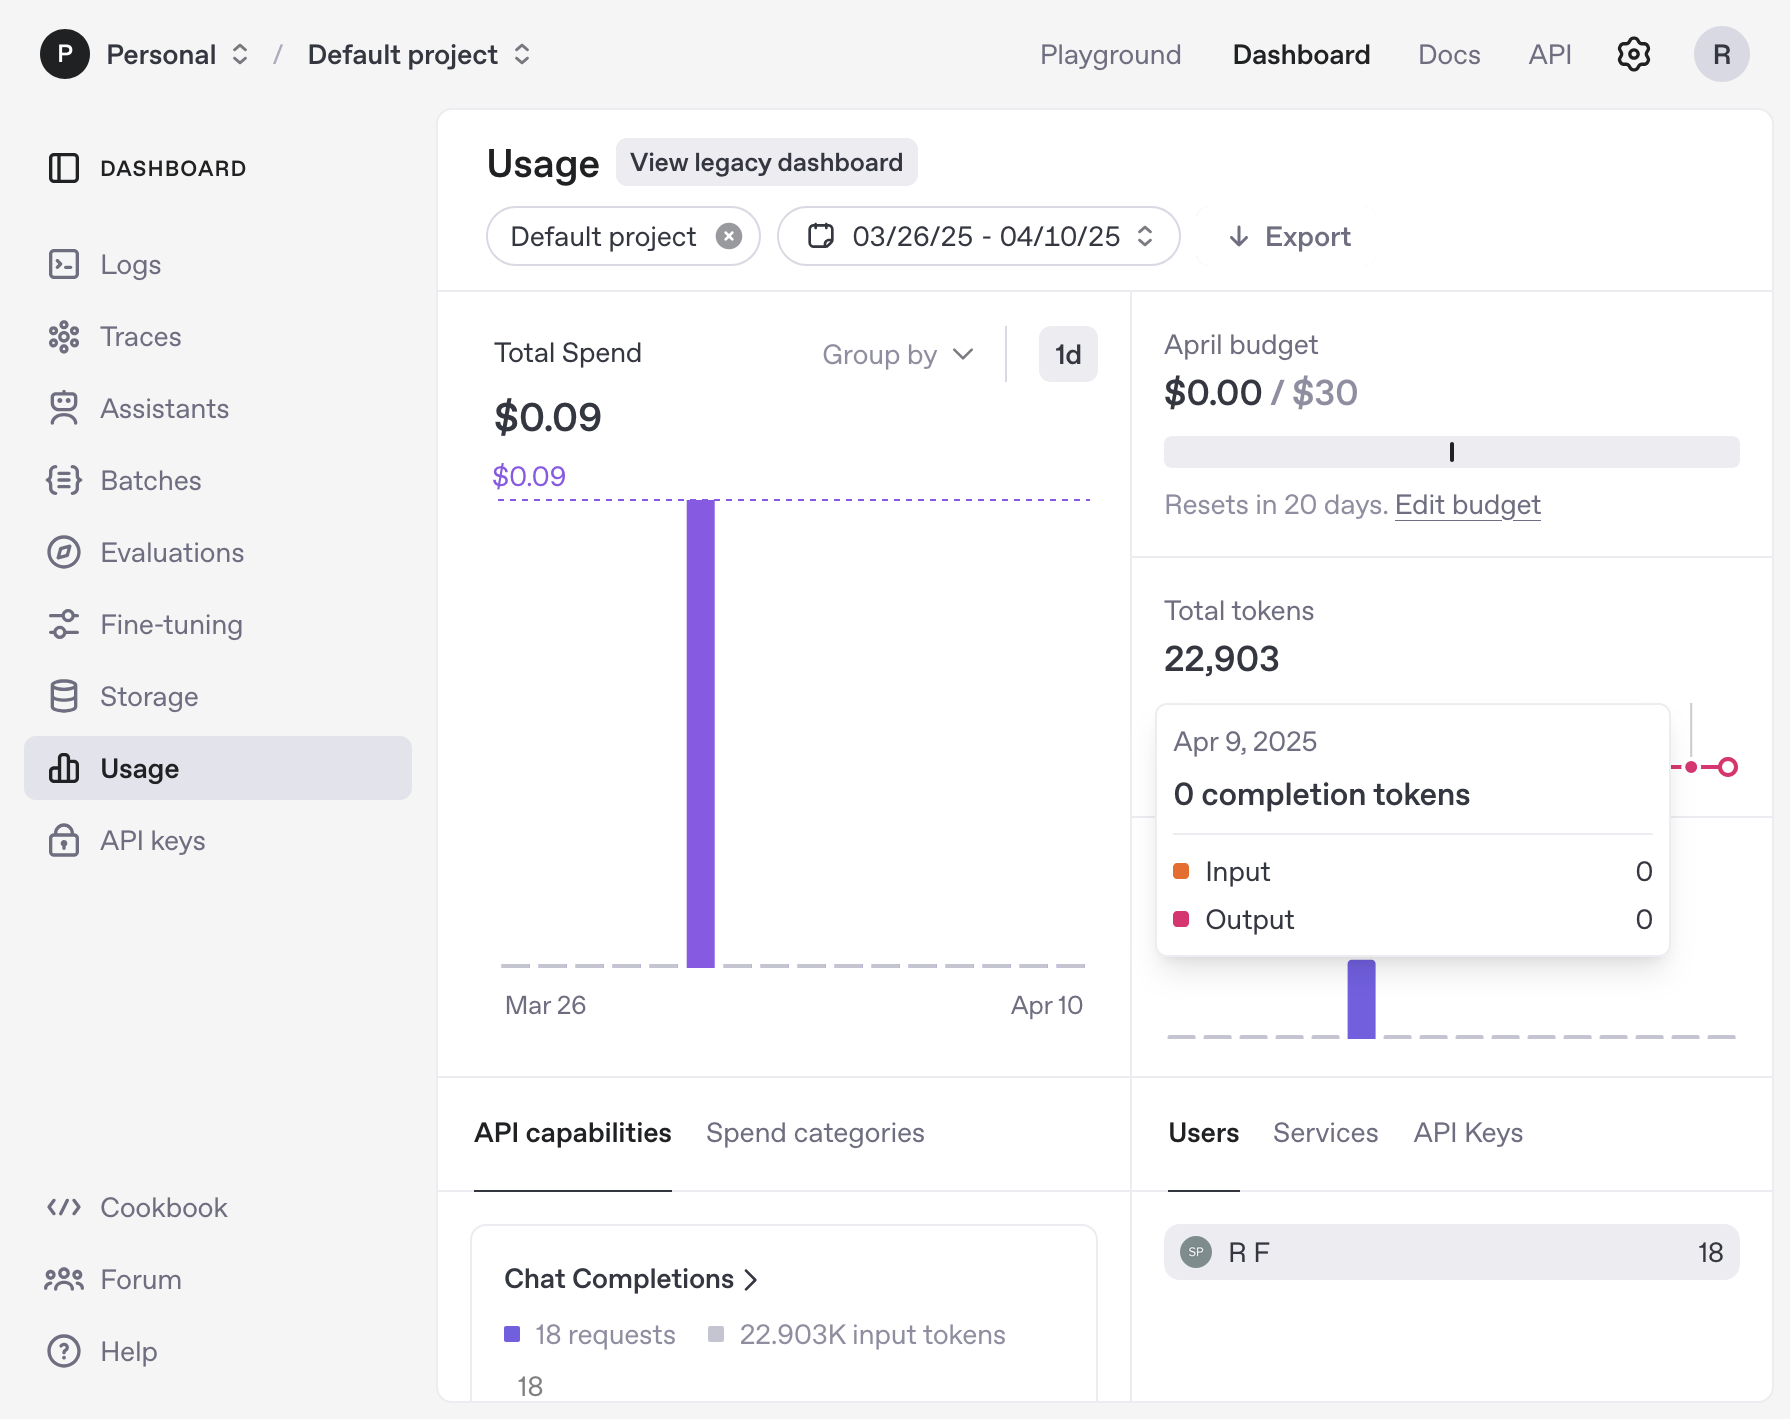 P Personal / Default project
Playground Dashboard Docs API R
DASHBOARD
Logs
Traces
Assistants
Batches
Evaluations
Fine-tuning
Storage
Usage
API keys
Cookbook
Forum
Help
Usage View legacy dashboard
Default project 03/26/25 - 04/10/25 Export
Total Spend Group by 1d
$0.09
$0.09
Mar 26 Apr 10
April budget
$0.00 / $30
Resets in 20 days. Edit budget
Total tokens
22,903
Apr 9, 2025
0 completion tokens
Input 0
Output 0
API capabilities Spend categories
Chat Completions
18 requests 22.903K input tokens
18
Users Services API Keys
SP R F 18